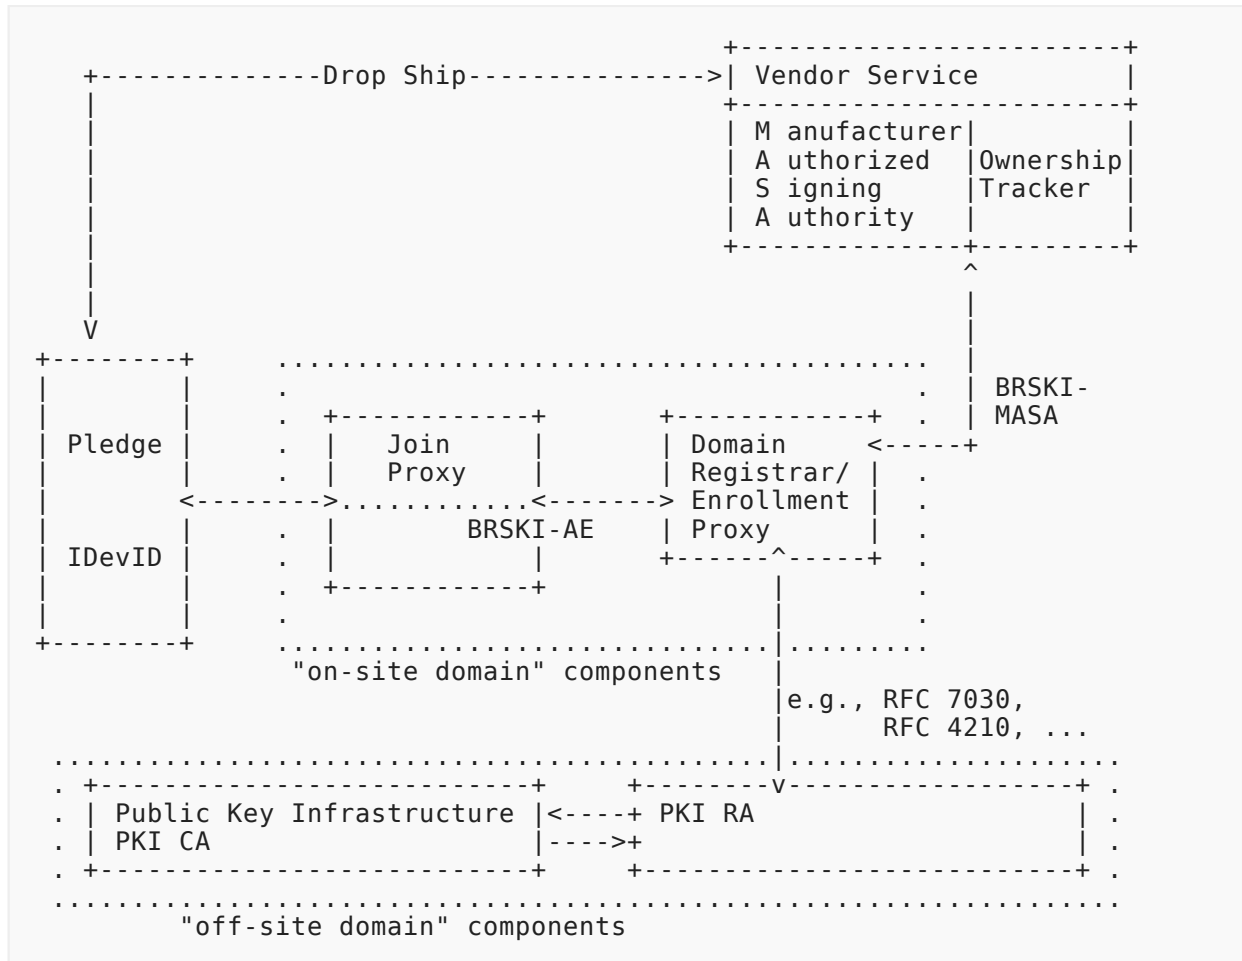 Drop Ship
Vendor Service
M anufacturer
A uthorized Ownership
S igning Tracker
A uthority
V
BRSKI-
MASA
Pledge Join Domain
Proxy Registrar/
Enrollment
BRSKI-AE Proxy
IDevID
"on-site domain" components
e.g., RFC 7030,
RFC 4210, ...
v
Public Key Infrastructure PKI RA
PKI CA
"off-site domain" components